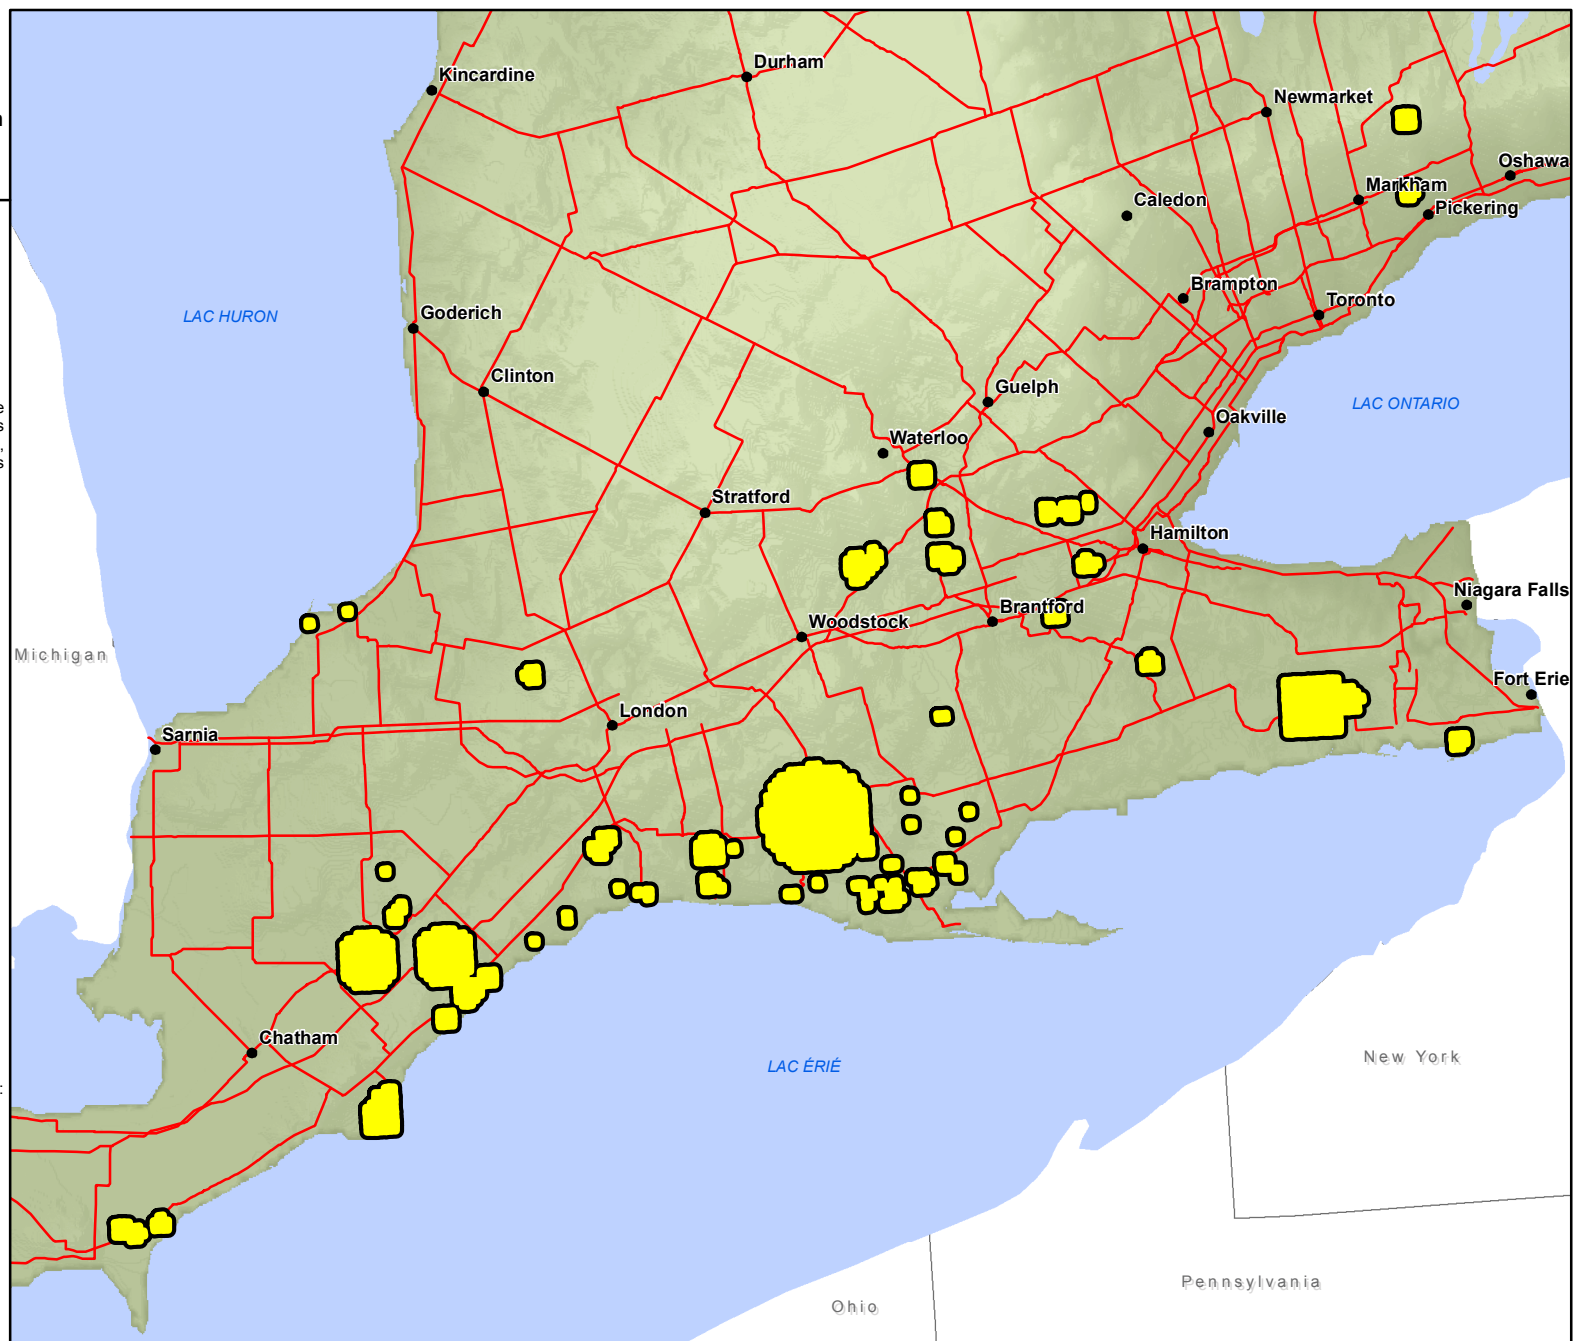 Durham
Kincardine
Newmarket
Oshawa
Markham
Caledon
Pickering
Brampton
Toronto
Goderich
LAC HURON
Clinton
Guelph
LAC ONTARIO
Oakville
Waterloo
Stratford
Hamilton
Niagara Falls
Brantford
Woodstock
Michigan
Fort Erie
London
Sarnia
Chatham
New York
LAC ÉRIÉ
Pennsylvania
Ohio